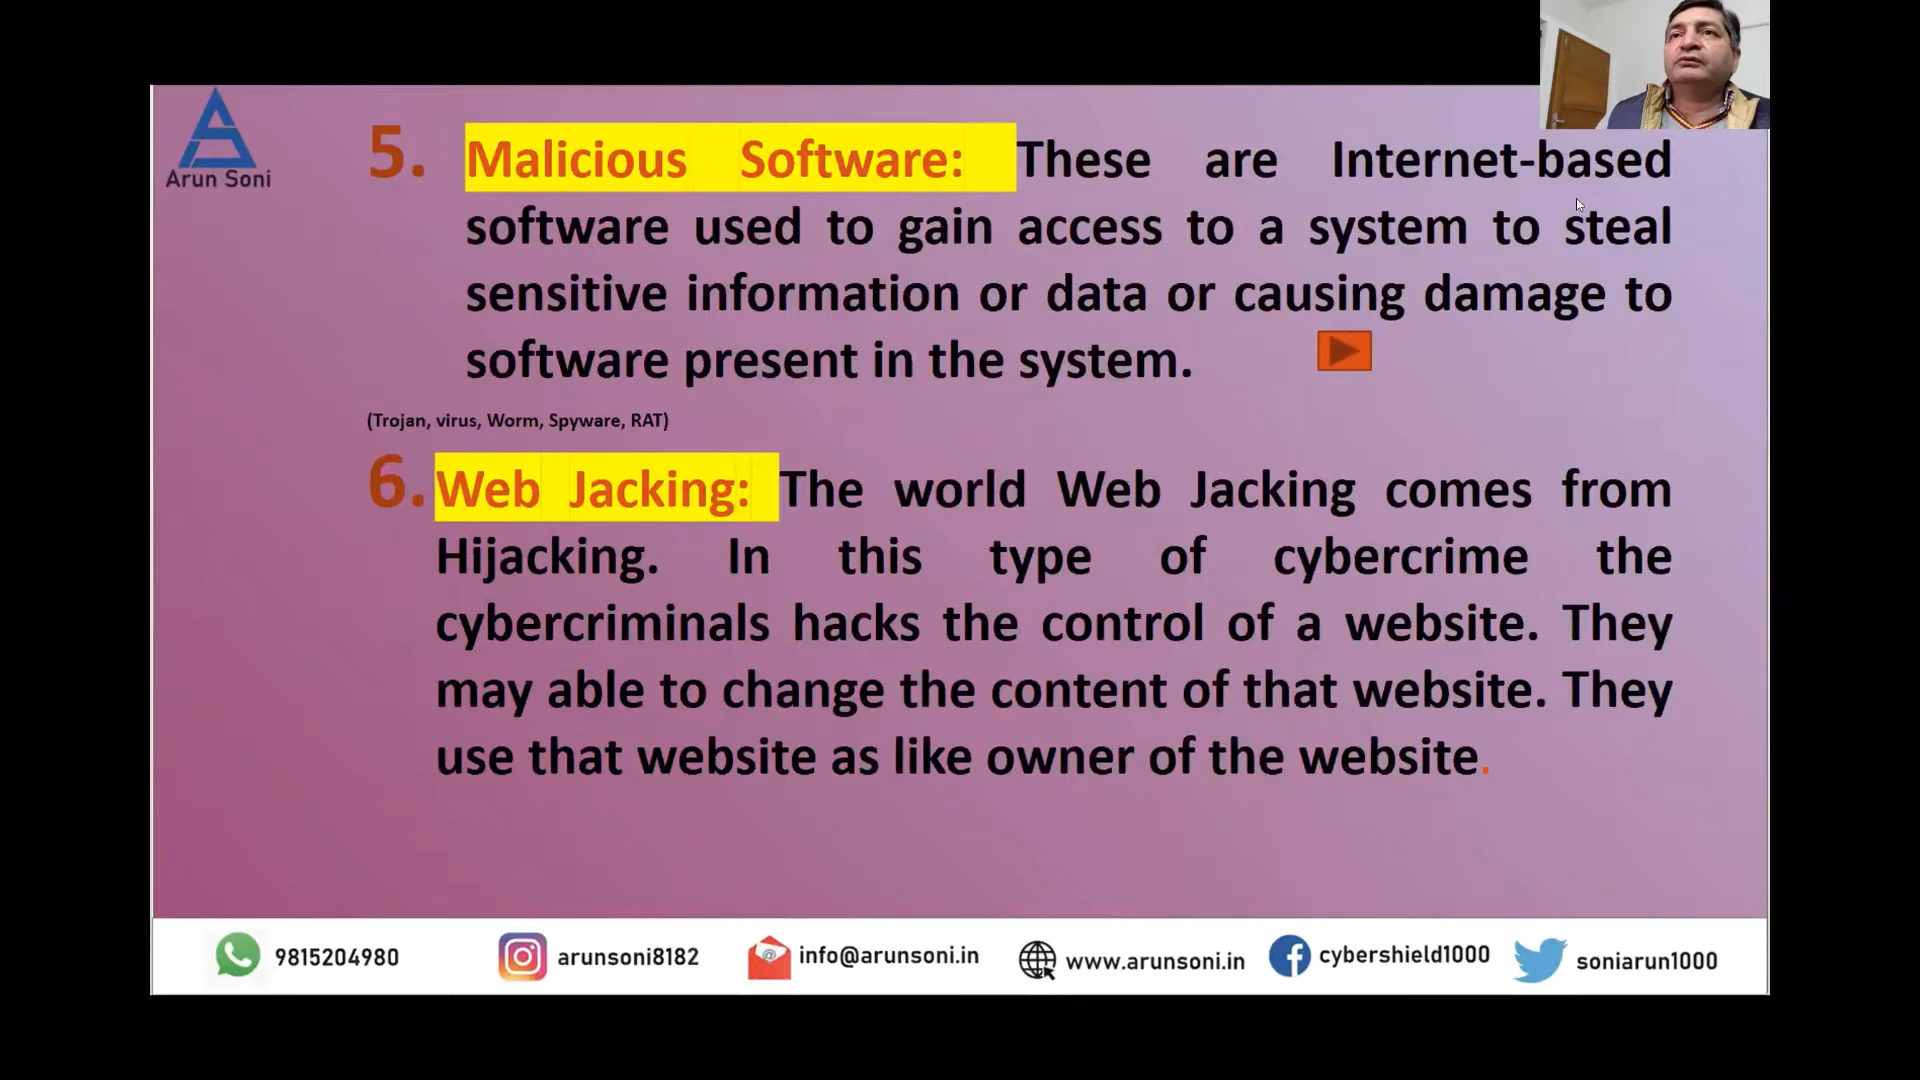 Arun Soni
5. Malicious Software: These are Internet-based
software used to gain access to a system to steal
sensitive information or data or causing damage to
software present in the system.
(Trojan, virus, Worm, Spyware, RAT)
6. Web Jacking: The world Web Jacking comes from
Hijacking. In this type of cybercrime the
cybercriminals hacks the control of a website. They
may able to change the content of that website. They
use that website as like owner of the website.
9815204980 arunsoni8182 info@arunsoni.in www.arunsoni.in cybershield1000 soniarun1000